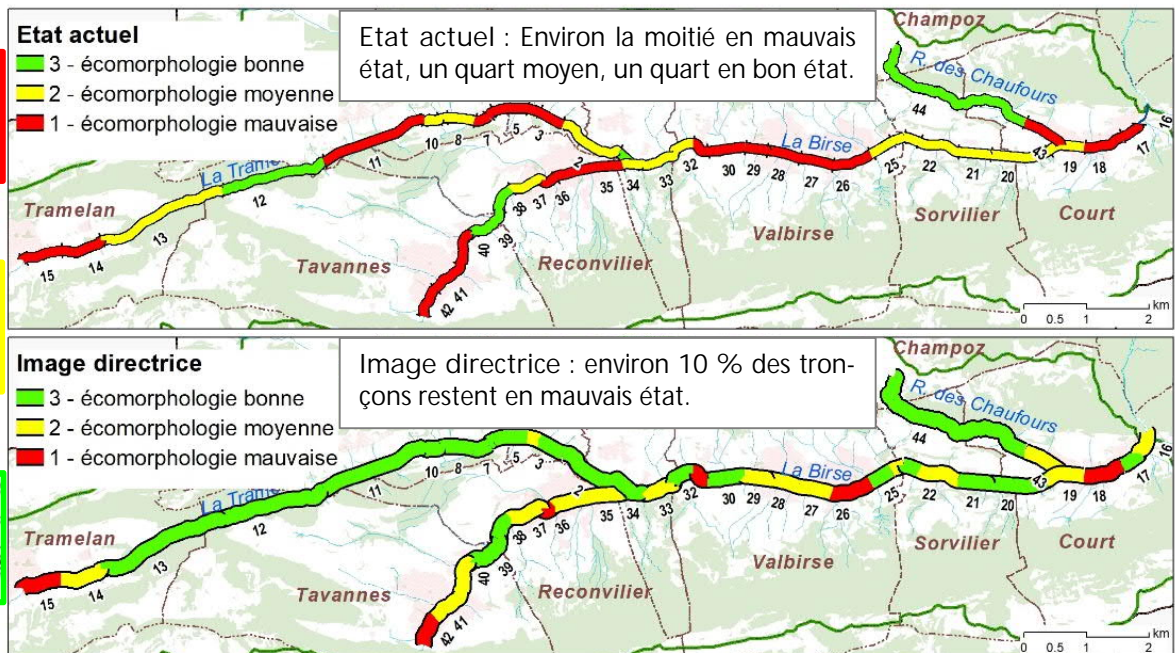 Etat actuel
3 - écomorphologie bonne
2 - écomorphologie moyenne
1 - écomorphologie mauvaise
Etat actuel : Environ la moitié en mauvais
état, un quart moyen, un quart en bon état.
Champoz
R. des Chaufours
44
16
La Birse
17
5
10
8
7
3
11
2
43
19
18
La Trame
32
33
34
35
30
29
28
27
26
25
22
21
20
12
38
37
36
Tramelan
13
Sorvilier
Court
Valbirse
40
39
15
14
Tavannes
Reconvilier
42
41
km
0 0.5 1 2
Image directrice
3 - écomorphologie bonne
2 - écomorphologie moyenne
1 - écomorphologie mauvaise
Image directrice : environ 10 % des tron-
çons restent en mauvais état.
Champoz
R. des Chaufours
44
16
La Birse
17
5
10
8
7
3
11
2
43
19
18
La Trame
32
33
34
35
30
29
28
27
26
25
22
21
20
12
38
37
36
Tramelan
13
Sorvilier
Court
Valbirse
40
39
15
14
Tavannes
Reconvilier
42
41
km
0 0.5 1 2